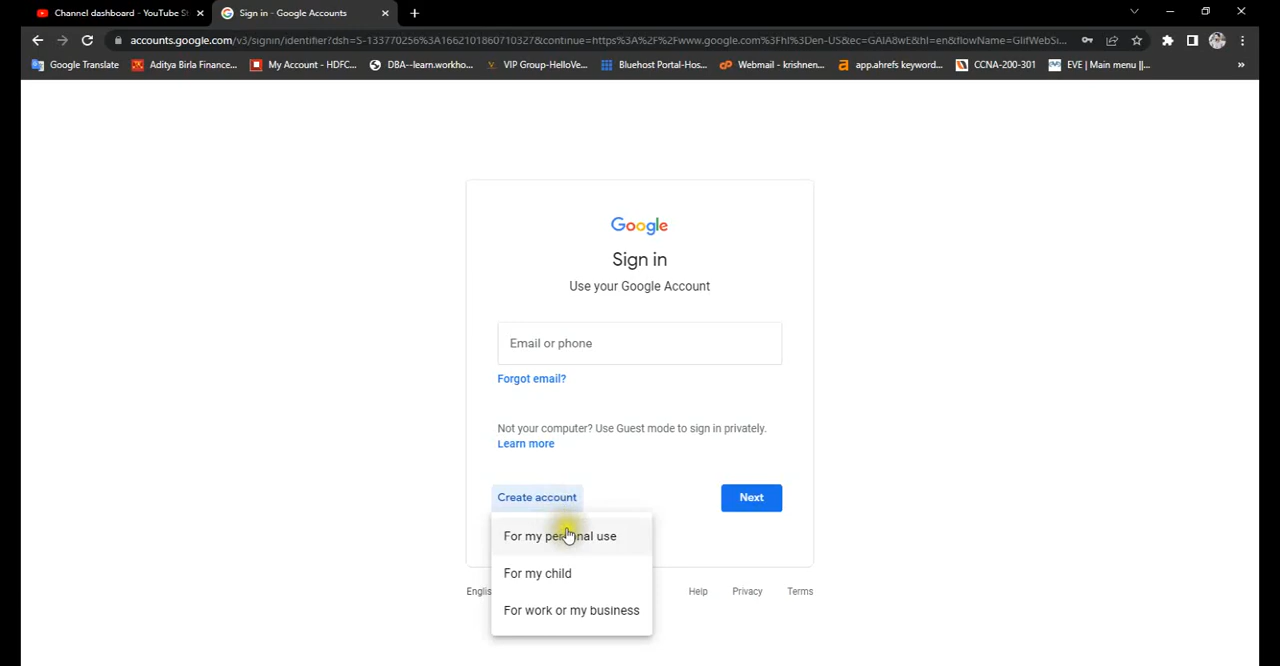 Channel dashboard - YouTube St
Sign in - Google Accounts
accounts.google.com/v3/signin/identifier?dsh=S-133770256%3A1662101860710327&continue=https%3A%2F%2Fwww.google.com%3Fhl%3Den-US&ec=GAlA8wE&hl=en&flowName=GlifWebSi...
Google Translate
Aditya Birla Finance...
My Account - HDFC...
DBA--learn.workho...
VIP Group-HelloVe...
Bluehost Portal-Hos...
Webmail - krishnen...
app.ahrefs keyword...
CCNA-200-301
EVE | Main menu ||...
»
Google
Sign in
Use your Google Account
Email or phone
Forgot email?
Not your computer? Use Guest mode to sign in privately.
Learn more
Create account
Next
For my personal use
For my child
For work or my business
Englis
Help
Privacy
Terms